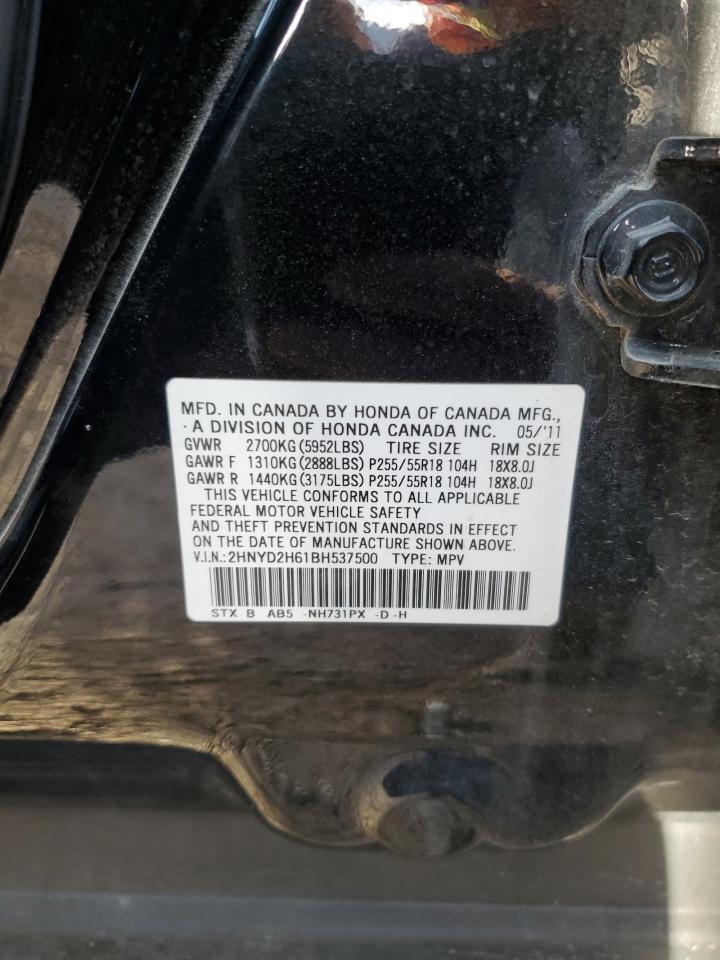 MFD. IN CANADA BY HONDA OF CANADA MFG.,
·A DIVISION OF HONDA CANADA INC. 05/'11
GVWR 2700KG (5952LBS) TIRE SIZE RIM SIZE
GAWR F 1310KG (2888LBS) P255/55R18 104H 18X8.0J
GAWR R 1440KG (3175LBS) P255/55R18 104H 18X8.0J
THIS VEHICLE CONFORMS TO ALL APPLICABLE
FEDERAL MOTOR VEHICLE SAFETY
AND THEFT PREVENTION STANDARDS IN EFFECT
ON THE DATE OF MANUFACTURE SHOWN ABOVE.
V.I.N.:2HNYD2H61BH537500 TYPE: MPV
STX B AB5 -NH731PX -D -H